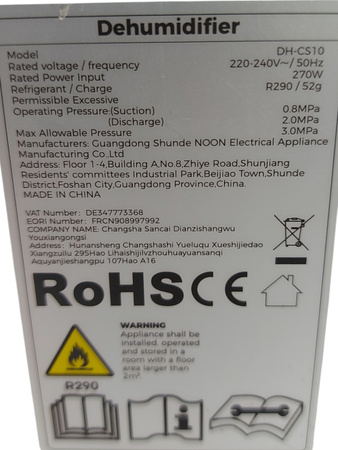 Dehumidifier
Model DH-CS10
Rated voltage / frequency 220-240V~/ 50Hz
Rated Power Input 270W
Refrigerant / Charge R290 / 52g
Permissible Excessive
Operating Pressure:(Suction) 0.8MPa
(Discharge) 2.0MPa
Max Allowable Pressure 3.0MPa
Manufacturers: Guangdong Shunde NOON Electrical Appliance
Manufacturing Co.,Ltd
Address: Floor 1-4,Building A,No.8,Zhiye Road,Shunjiang
Residents' committees Industrial Park,Beijiao Town,Shunde
District,Foshan City,Guangdong Province,China.
MADE IN CHINA
VAT Number: DE347773368
EORI Number: FRCN908997992
COMPANY NAME: Changsha Sancai Dianzishangwu
Youxiangongsi
Address: Hunansheng Changshashi Yueluqu Xueshijiedao
Xiangzuilu 295Hao Lihaishijilvzhouhuayuansanqi
Aquyanjieshangpu 107Hao A16
RoHS CE
WARNING
Appliance shall be
installed, operated
and stored in a
room with a floor
area larger than
2m².
R290